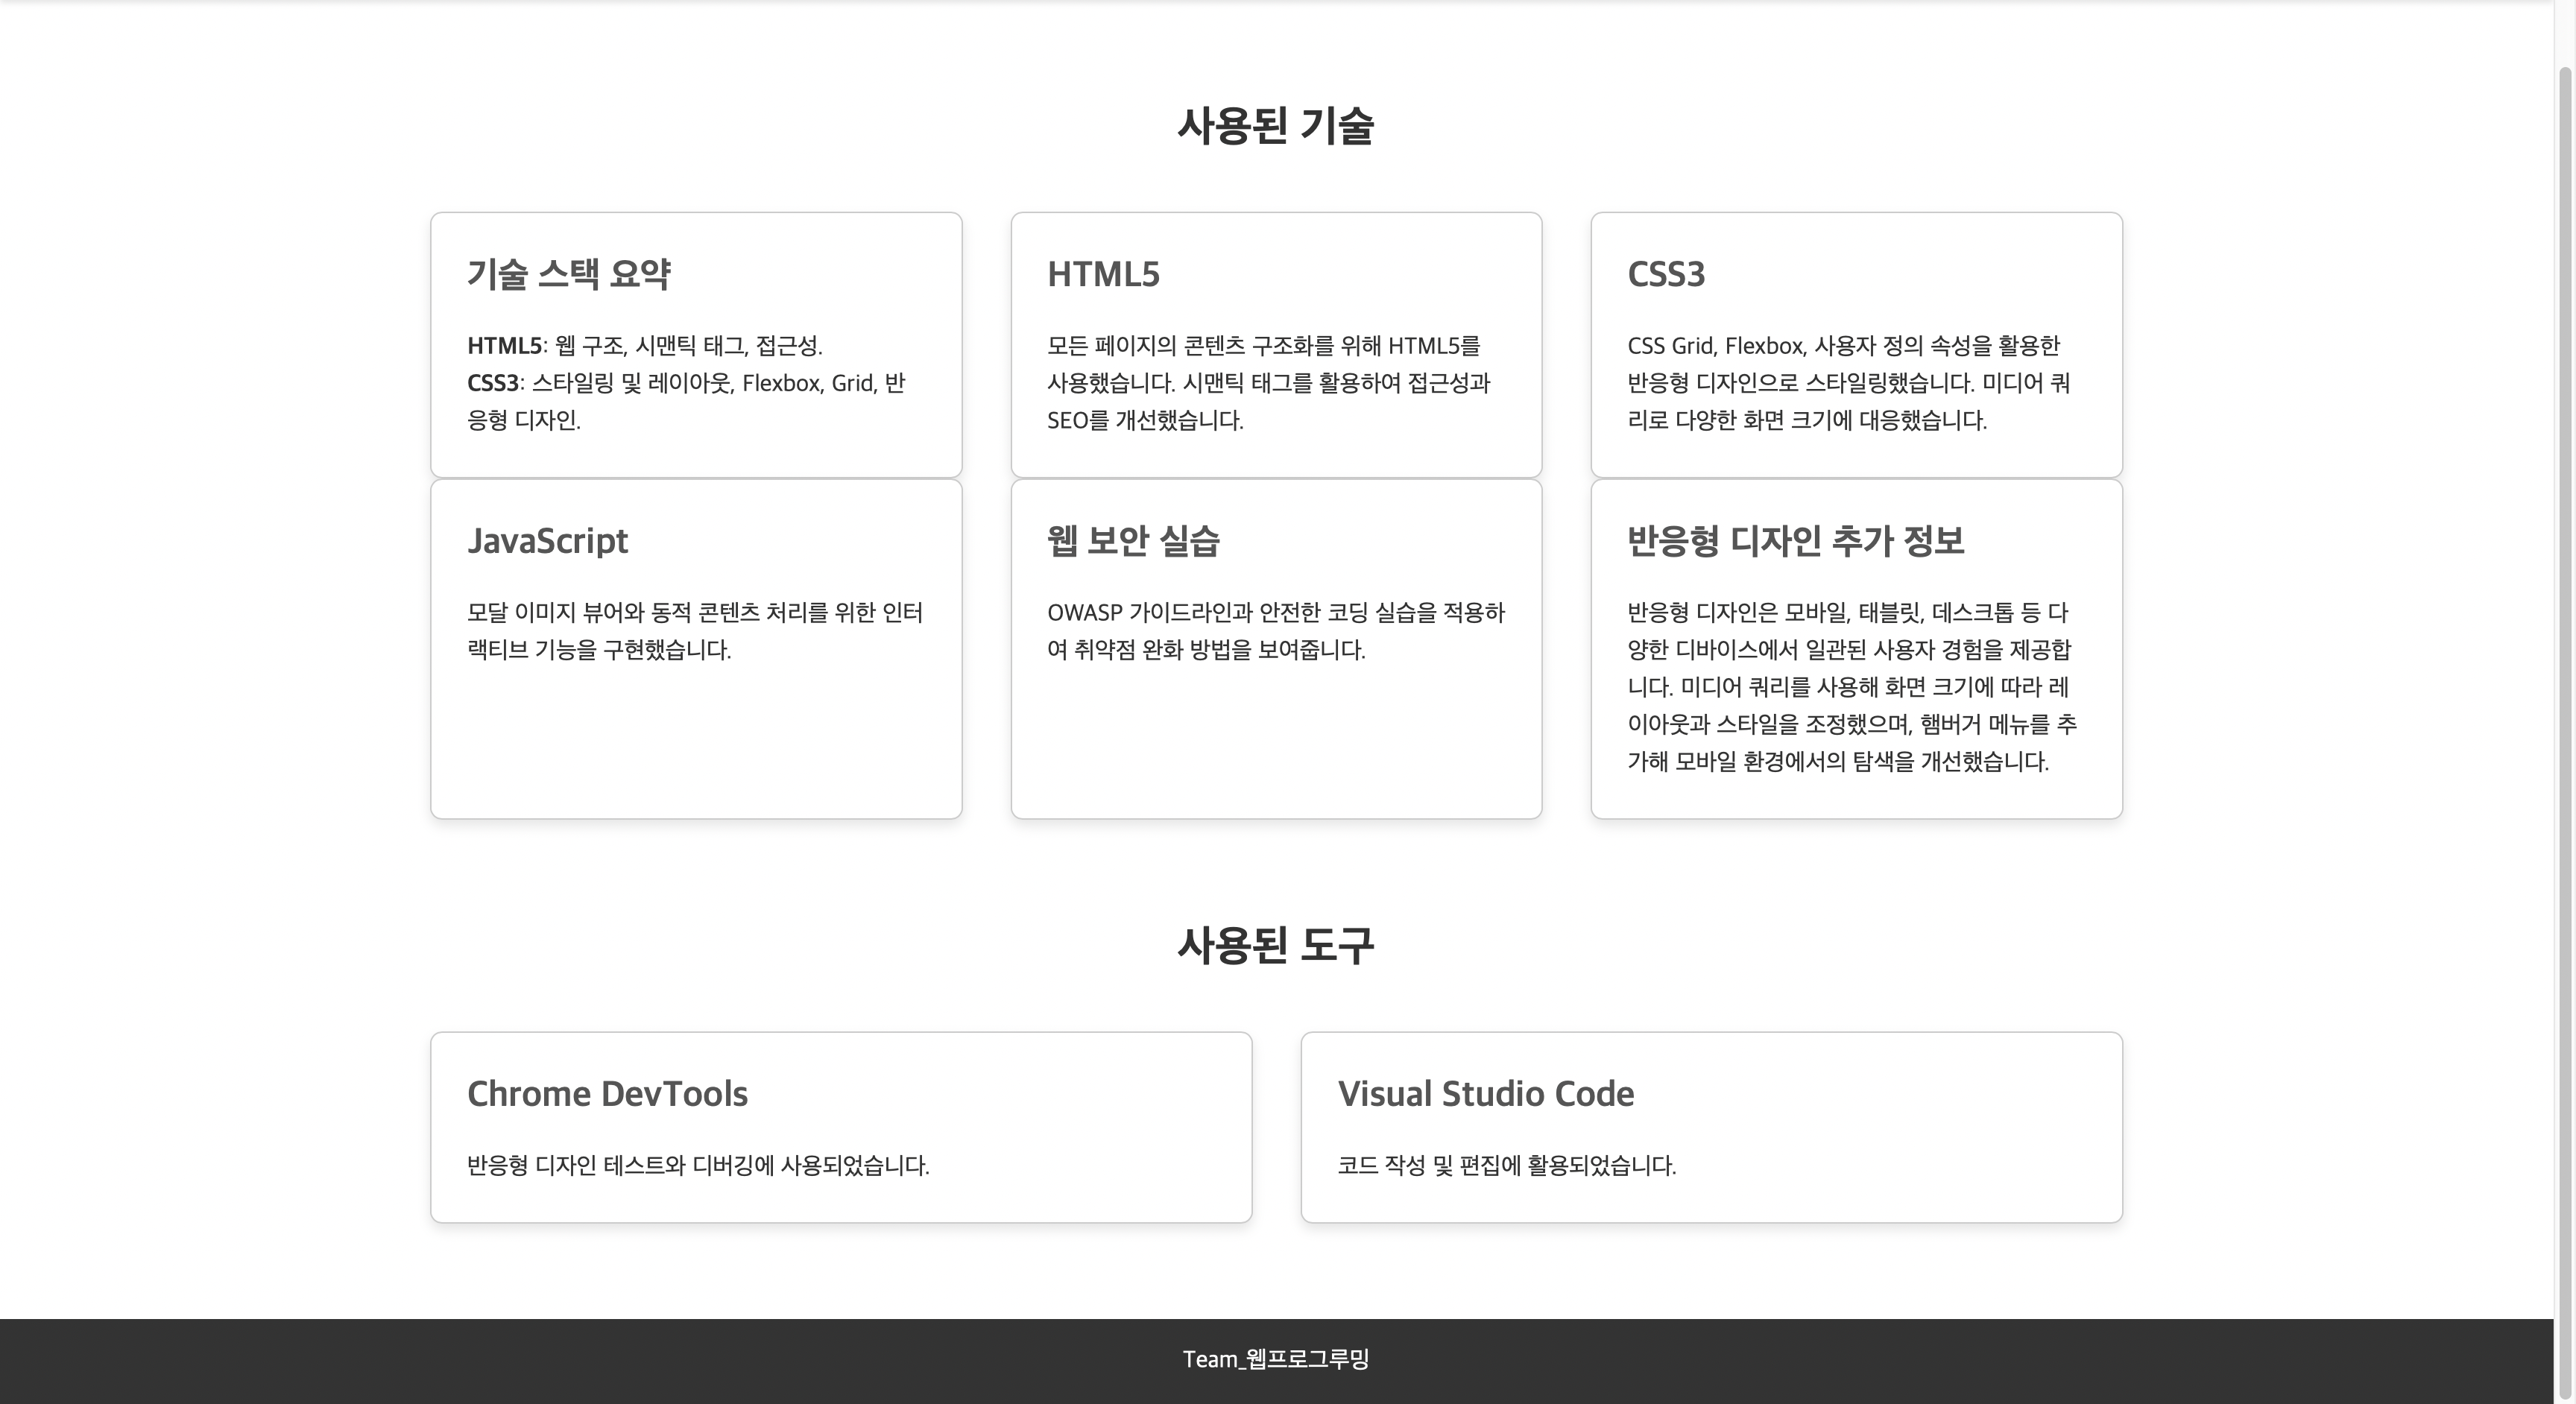 사용된 기술
기술 스택 요약
HTML5: 웹 구조, 시맨틱 태그, 접근성.
CSS3: 스타일링 및 레이아웃, Flexbox, Grid, 반
응형 디자인.
HTML5
모든 페이지의 콘텐츠 구조화를 위해 HTML5를
사용했습니다. 시맨틱 태그를 활용하여 접근성과
SEO를 개선했습니다.
CSS3
CSS Grid, Flexbox, 사용자 정의 속성을 활용한
반응형 디자인으로 스타일링했습니다. 미디어 쿼
리로 다양한 화면 크기에 대응했습니다.
JavaScript
모달 이미지 뷰어와 동적 콘텐츠 처리를 위한 인터
랙티브 기능을 구현했습니다.
웹 보안 실습
OWASP 가이드라인과 안전한 코딩 실습을 적용하
여 취약점 완화 방법을 보여줍니다.
반응형 디자인 추가 정보
반응형 디자인은 모바일, 태블릿, 데스크톱 등 다
양한 디바이스에서 일관된 사용자 경험을 제공합
니다. 미디어 쿼리를 사용해 화면 크기에 따라 레
이아웃과 스타일을 조정했으며, 햄버거 메뉴를 추
가해 모바일 환경에서의 탐색을 개선했습니다.
사용된 도구
Chrome DevTools
반응형 디자인 테스트와 디버깅에 사용되었습니다.
Visual Studio Code
코드 작성 및 편집에 활용되었습니다.
Team_웹프로그루밍